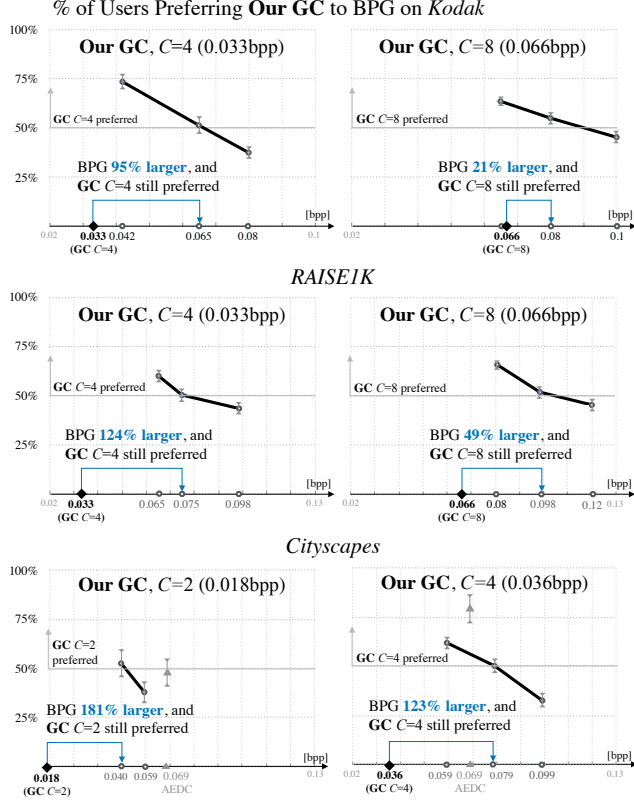 % of Users Preferring Our GC to BPG on Kodak
Our GC, C=4 (0.033bpp)
100%
75%
50%
25%
GC C=4 preferred
BPG 95% larger, and
GC C=4 still preferred
[bpp]
0.02 0.033 0.042 0.065 0.08 0.1
(GC C=4)
Our GC, C=8 (0.066bpp)
GC C=8 preferred
BPG 21% larger, and
GC C=8 still preferred
[bpp]
0.02 0.066 0.08 0.1
(GC C=8)
RAISE1K
Our GC, C=4 (0.033bpp)
100%
75%
50%
25%
GC C=4 preferred
BPG 124% larger, and
GC C=4 still preferred
[bpp]
0.02 0.033 0.065 0.075 0.098 0.13
(GC C=4)
Our GC, C=8 (0.066bpp)
GC C=8 preferred
BPG 49% larger, and
GC C=8 still preferred
[bpp]
0.02 0.066 0.08 0.098 0.12 0.13
(GC C=8)
Cityscapes
Our GC, C=2 (0.018bpp)
100%
75%
50%
25%
GC C=2
preferred
BPG 181% larger, and
GC C=2 still preferred
[bpp]
0.018 0.040 0.059 0.069 0.13
(GC C=2) AEDC
Our GC, C=4 (0.036bpp)
GC C=4 preferred
BPG 123% larger, and
GC C=4 still preferred
[bpp]
0.02 0.036 0.059 0.069 0.079 0.099 0.13
(GC C=4) AEDC